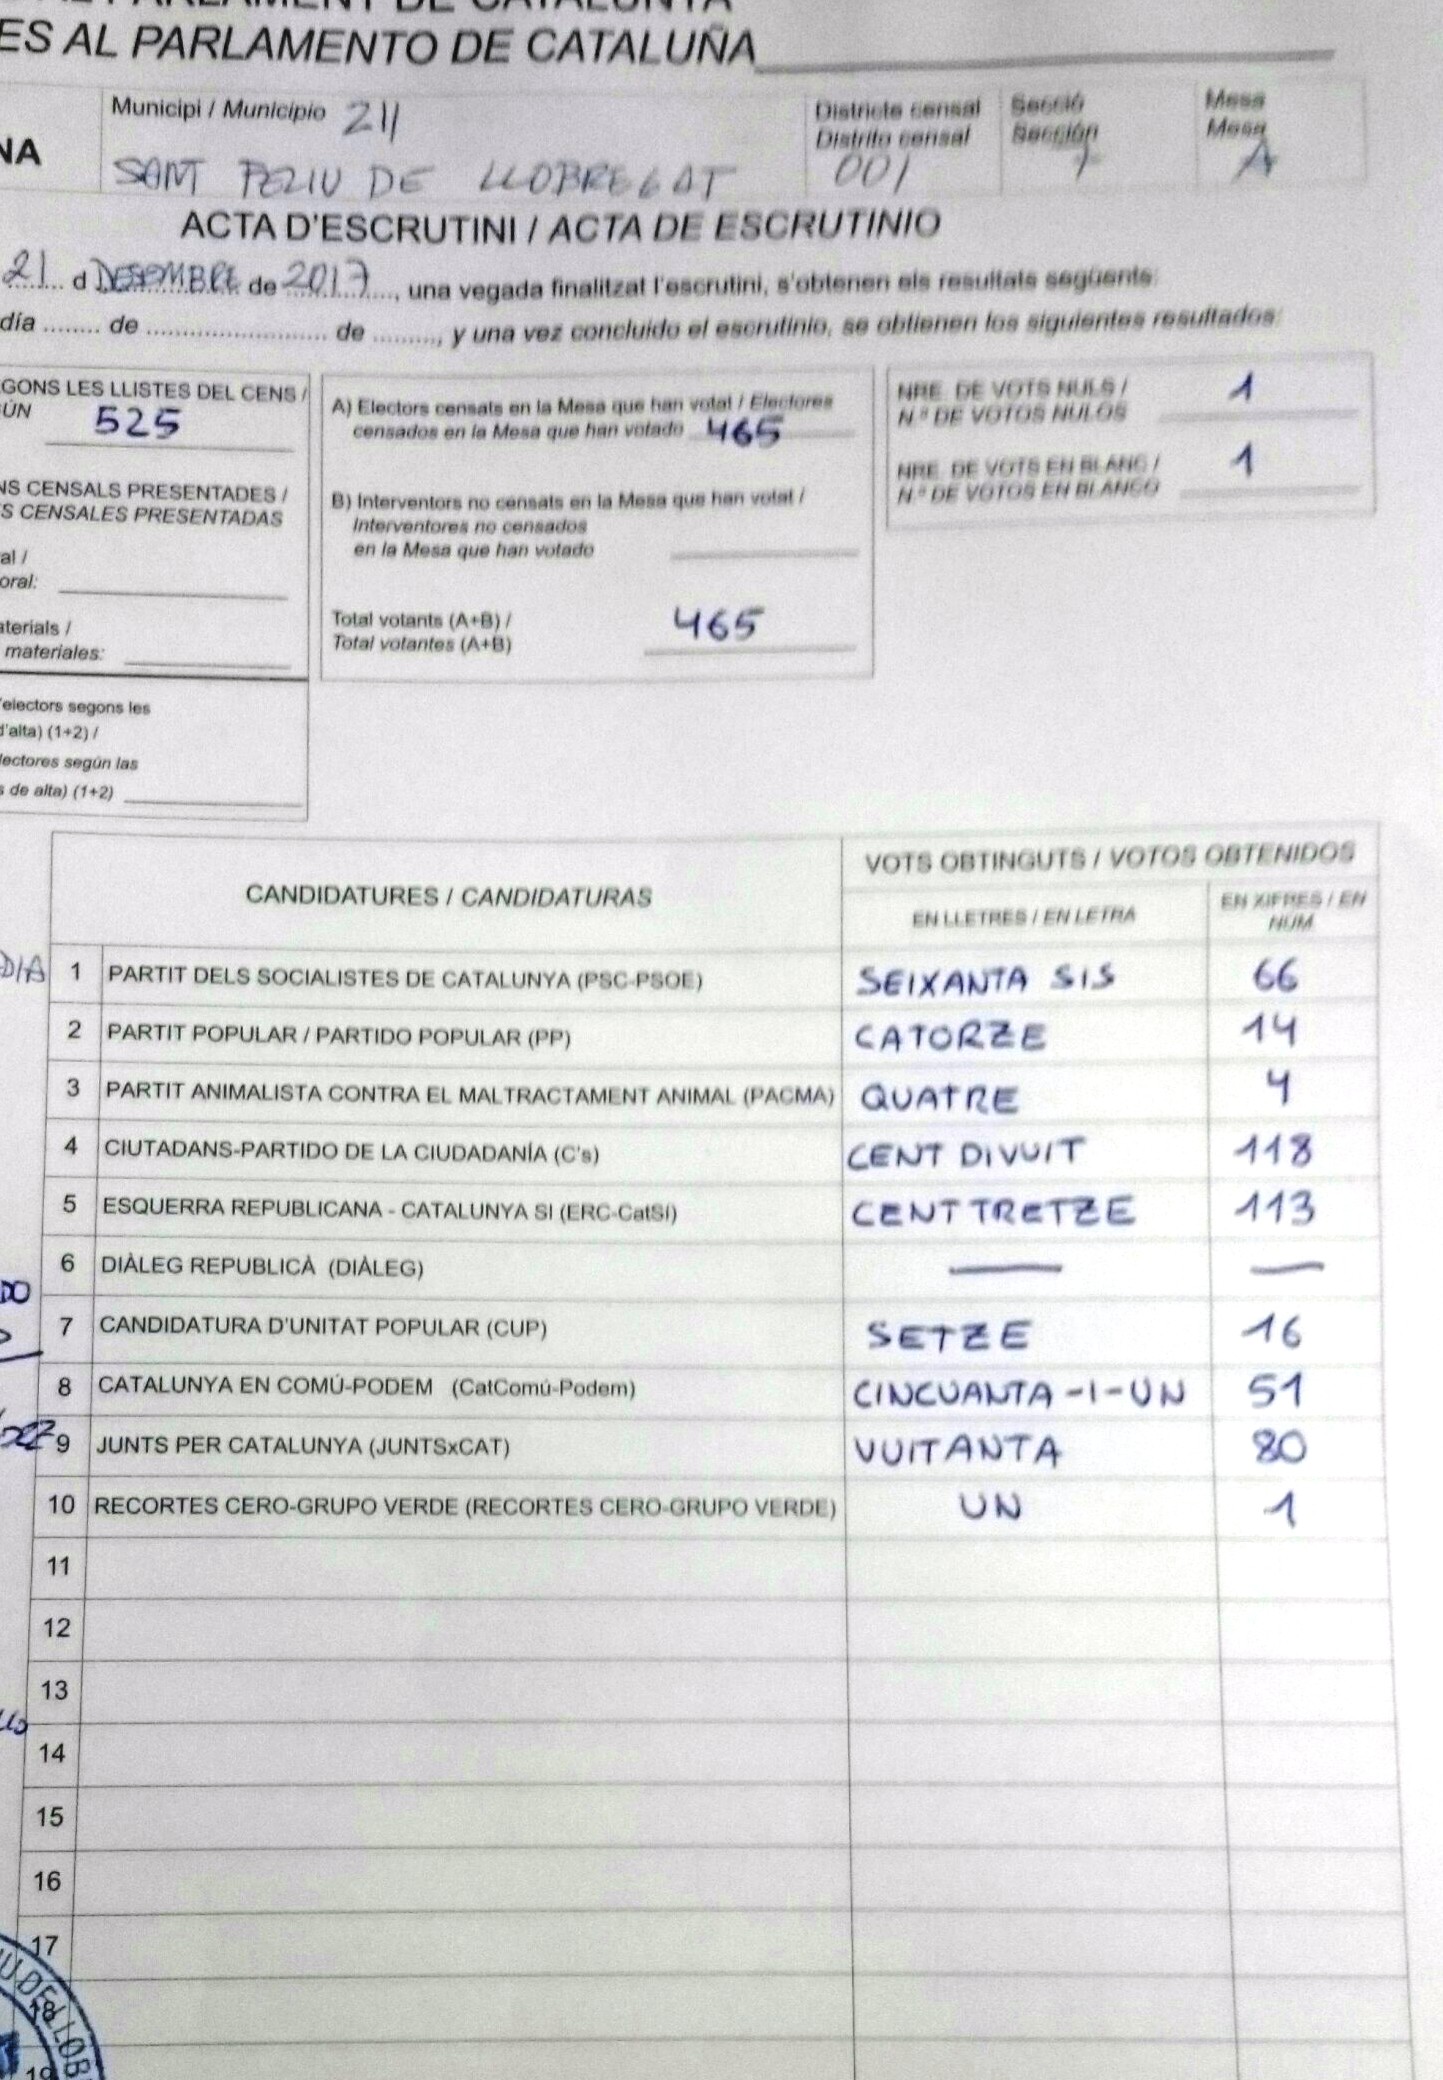 ES AL PARLAMENTO DE CATALUÑA
NA
Municipi / Municipio 211
SANT FELIU DE LLOBREGAT
Districte censal
Distrito censal
001
Secció
Sección
1
Mesa
Mesa
A
ACTA D'ESCRUTINI / ACTA DE ESCRUTINIO
21 d DESEMBRE de 2017, una vegada finalitzat l'escrutini, s'obtenen els resultats següents:
día ........ de ........................... de ........., y una vez concluido el escrutinio, se obtienen los siguientes resultados:
GONS LES LLISTES DEL CENS /
ÚN 525
NS CENSALS PRESENTADES /
S CENSALES PRESENTADAS
al /
oral:
aterials /
materiales:
electors segons les
d'alta) (1+2) /
lectores según las
s de alta) (1+2)
A) Electors censats en la Mesa que han votat / Electores
censados en la Mesa que han votado 465
B) Interventors no censats en la Mesa que han votat /
Interventores no censados
en la Mesa que han votado
Total votants (A+B) /
Total votantes (A+B)
465
NRE. DE VOTS NULS /
N.º DE VOTOS NULOS
1
NRE. DE VOTS EN BLANC /
N.º DE VOTOS EN BLANCO
1
CANDIDATURES / CANDIDATURAS
VOTS OBTINGUTS / VOTOS OBTENIDOS
EN LLETRES / EN LETRA
EN XIFRES / EN
NÚM
DIA
1 PARTIT DELS SOCIALISTES DE CATALUNYA (PSC-PSOE) SEIXANTA SIS 66
2 PARTIT POPULAR / PARTIDO POPULAR (PP) CATORZE 14
3 PARTIT ANIMALISTA CONTRA EL MALTRACTAMENT ANIMAL (PACMA) QUATRE 4
4 CIUTADANS-PARTIDO DE LA CIUDADANÍA (C's) CENT DIVUIT 118
5 ESQUERRA REPUBLICANA - CATALUNYA SI (ERC-CatSí) CENT TRETZE 113
6 DIÀLEG REPUBLICÀ (DIÀLEG) — —
DO
7 CANDIDATURA D'UNITAT POPULAR (CUP) SETZE 16
8 CATALUNYA EN COMÚ-PODEM (CatComú-Podem) CINCUANTA-I-UN 51
9 JUNTS PER CATALUNYA (JUNTSxCAT) VUITANTA 80
10 RECORTES CERO-GRUPO VERDE (RECORTES CERO-GRUPO VERDE) UN 1
11
12
13
14
15
16
17
18
19
U DE LLOB